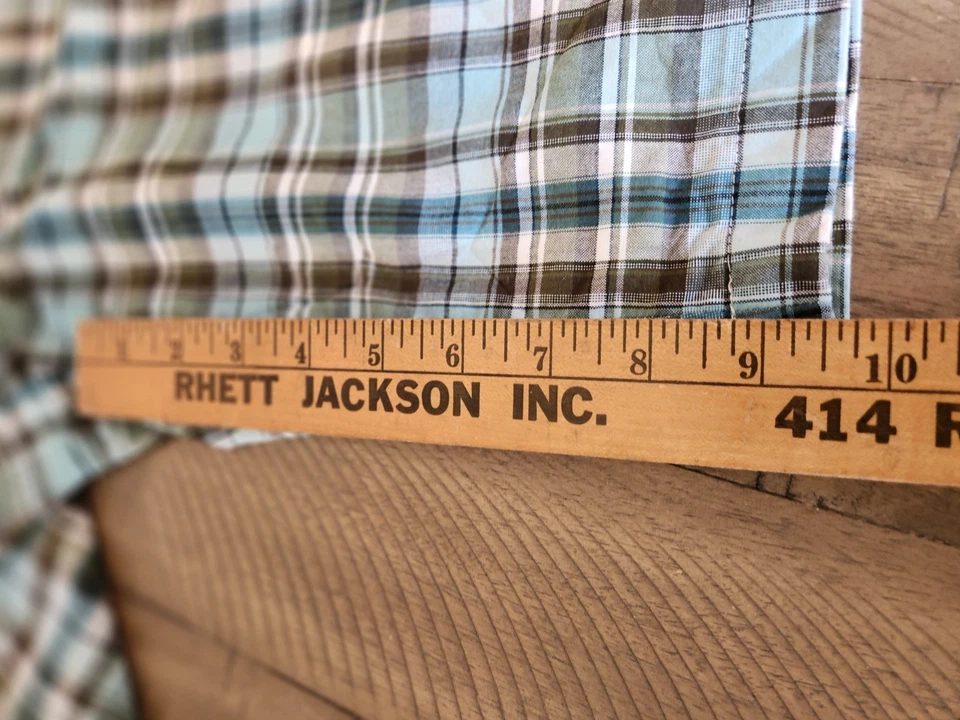 1 2 3 4 5 6 7 8 9 10
RHETT JACKSON INC. 414 R